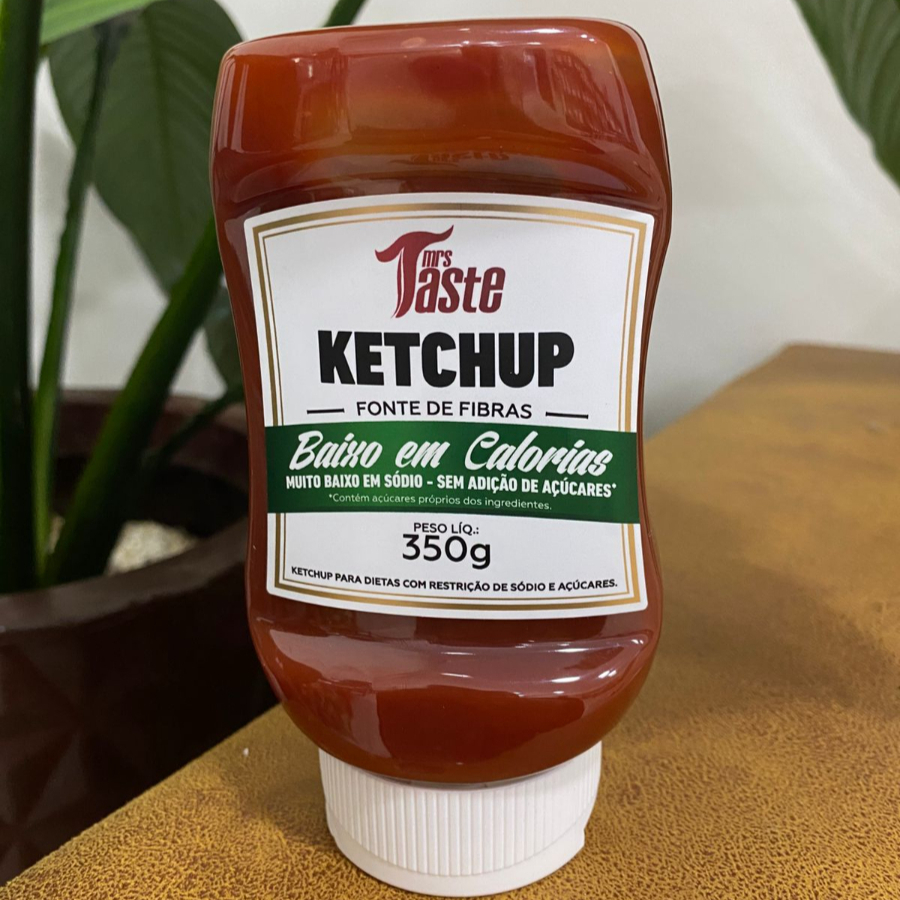 mrs
Taste
KETCHUP
FONTE DE FIBRAS
Baixo em Calorias
MUITO BAIXO EM SÓDIO - SEM ADIÇÃO DE AÇÚCARES*
*Contém açúcares próprios dos ingredientes.
PESO LÍQ.:
350g
KETCHUP PARA DIETAS COM RESTRIÇÃO DE SÓDIO E AÇÚCARES.